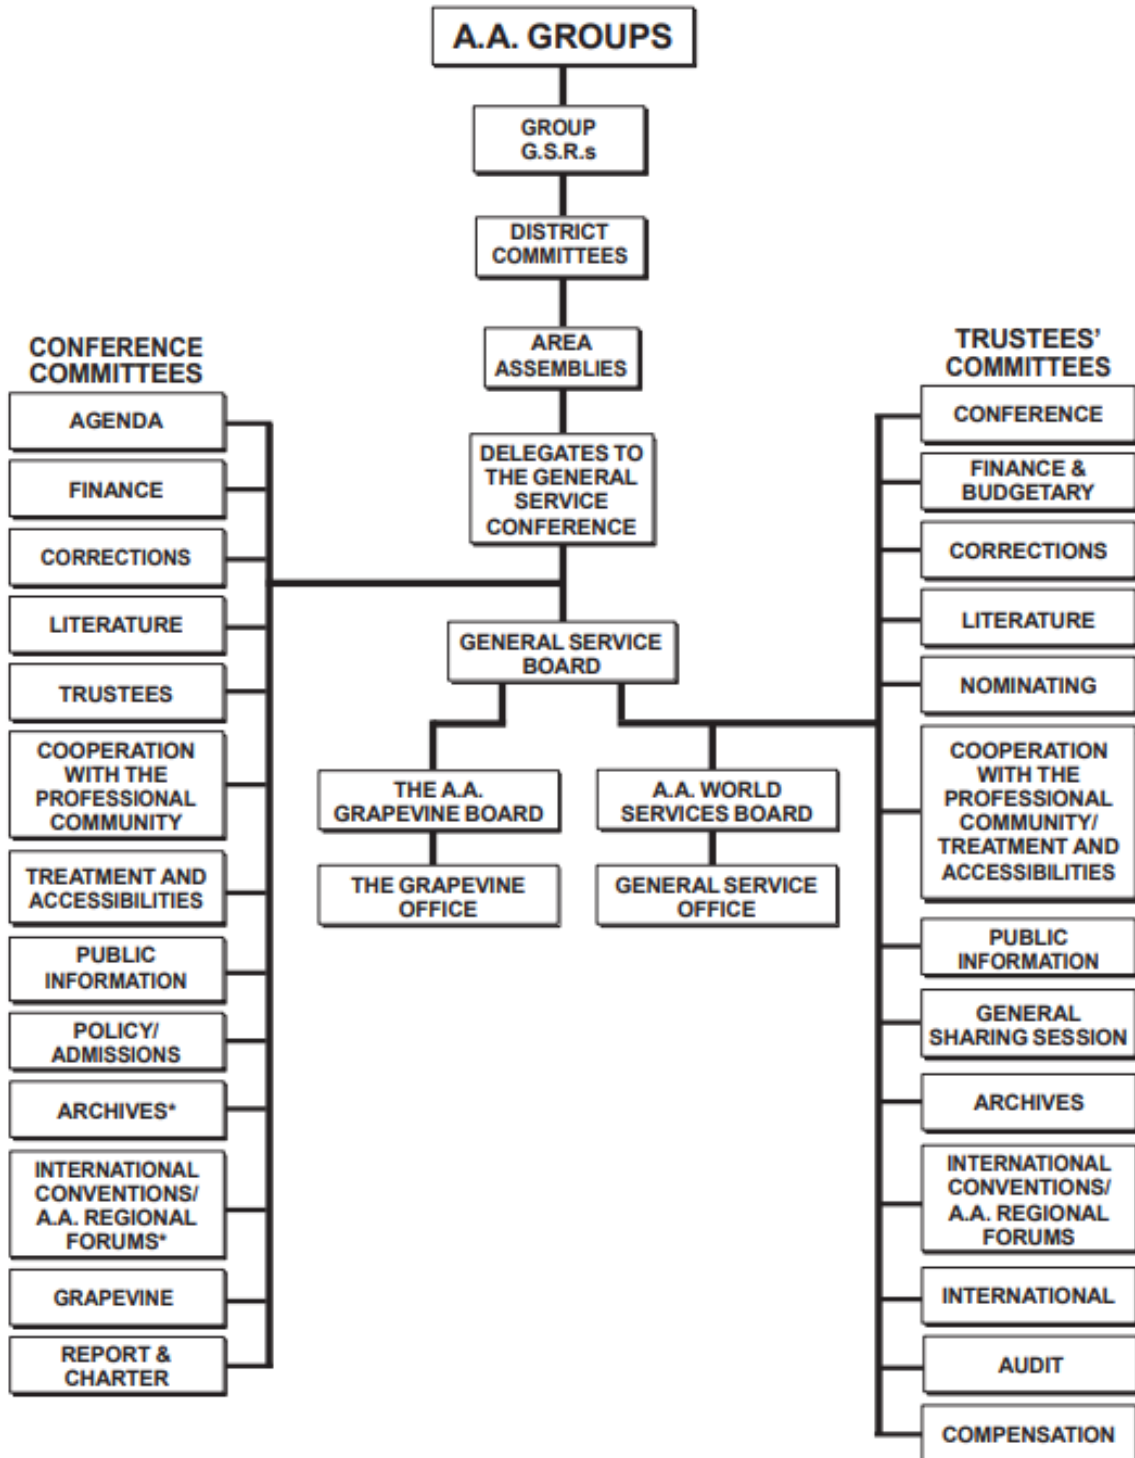 A.A. GROUPS
GROUP
G.S.R.s
DISTRICT
COMMITTEES
AREA
ASSEMBLIES
DELEGATES TO
THE GENERAL
SERVICE
CONFERENCE
GENERAL SERVICE
BOARD
THE A.A.
GRAPEVINE BOARD
THE GRAPEVINE
OFFICE
A.A. WORLD
SERVICES BOARD
GENERAL SERVICE
OFFICE
CONFERENCE
COMMITTEES
AGENDA
FINANCE
CORRECTIONS
LITERATURE
TRUSTEES
COOPERATION
WITH THE
PROFESSIONAL
COMMUNITY
TREATMENT AND
ACCESSIBILITIES
PUBLIC
INFORMATION
POLICY/
ADMISSIONS
ARCHIVES*
INTERNATIONAL
CONVENTIONS/
A.A. REGIONAL
FORUMS*
GRAPEVINE
REPORT &
CHARTER
TRUSTEES’
COMMITTEES
CONFERENCE
FINANCE &
BUDGETARY
CORRECTIONS
LITERATURE
NOMINATING
COOPERATION
WITH THE
PROFESSIONAL
COMMUNITY/
TREATMENT AND
ACCESSIBILITIES
PUBLIC
INFORMATION
GENERAL
SHARING SESSION
ARCHIVES
INTERNATIONAL
CONVENTIONS/
A.A. REGIONAL
FORUMS
INTERNATIONAL
AUDIT
COMPENSATION